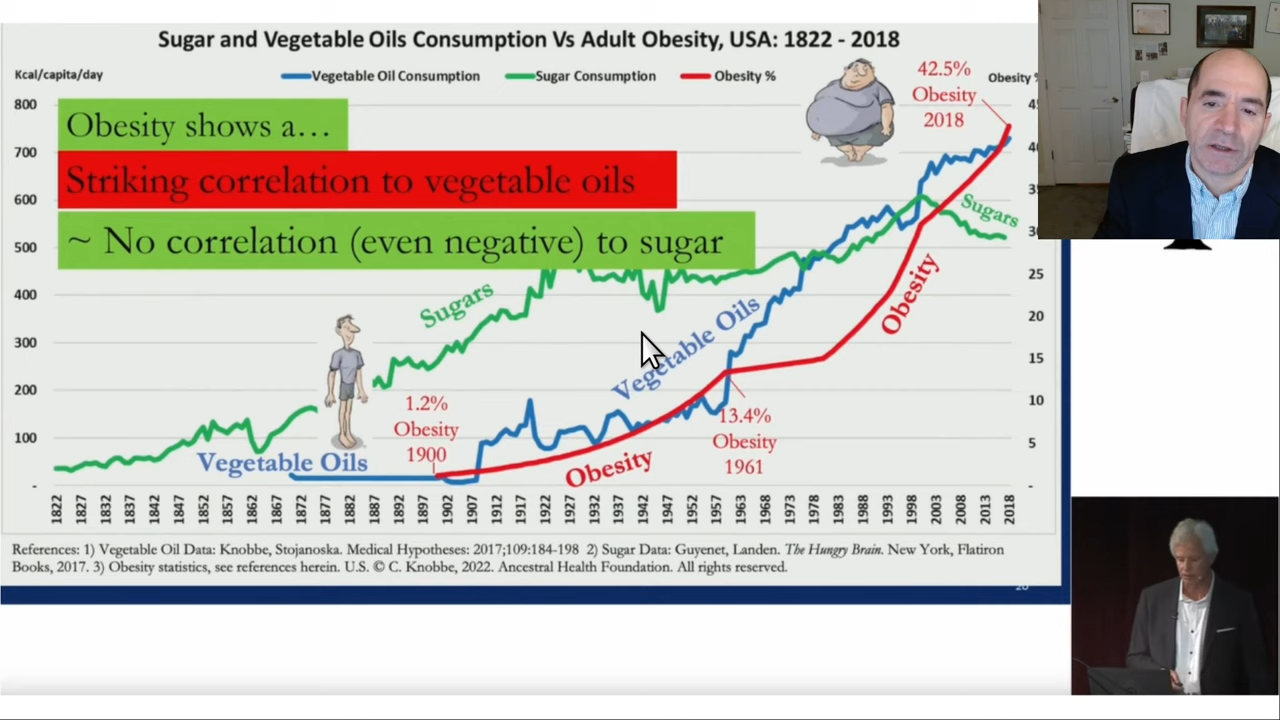 Sugar and Vegetable Oils Consumption Vs Adult Obesity, USA: 1822 - 2018
Kcal/capita/day
Vegetable Oil Consumption
Sugar Consumption
Obesity %
Obesity
42.5%
Obesity
2018
800
700
600
500
400
300
200
100
-
Obesity shows a…
Striking correlation to vegetable oils
~ No correlation (even negative) to sugar
Sugars
Sugars
Vegetable Oils
Vegetable Oils
Obesity
Obesity
1.2%
Obesity
1900
13.4%
Obesity
1961
25
20
15
10
5
-
1822 1827 1832 1837 1842 1847 1852 1857 1862 1867 1872 1877 1882 1887 1892 1897 1902 1907 1912 1917 1922 1927 1932 1937 1942 1947 1952 1957 1963 1968 1973 1978 1983 1988 1993 1998 2003 2008 2013 2018
References: 1) Vegetable Oil Data: Knobbe, Stojanoska. Medical Hypotheses: 2017;109:184-198 2) Sugar Data: Guyenet, Landen. The Hungry Brain. New York, Flatiron
Books, 2017. 3) Obesity statistics, see references herein. U.S. © C. Knobbe, 2022. Ancestral Health Foundation. All rights reserved.